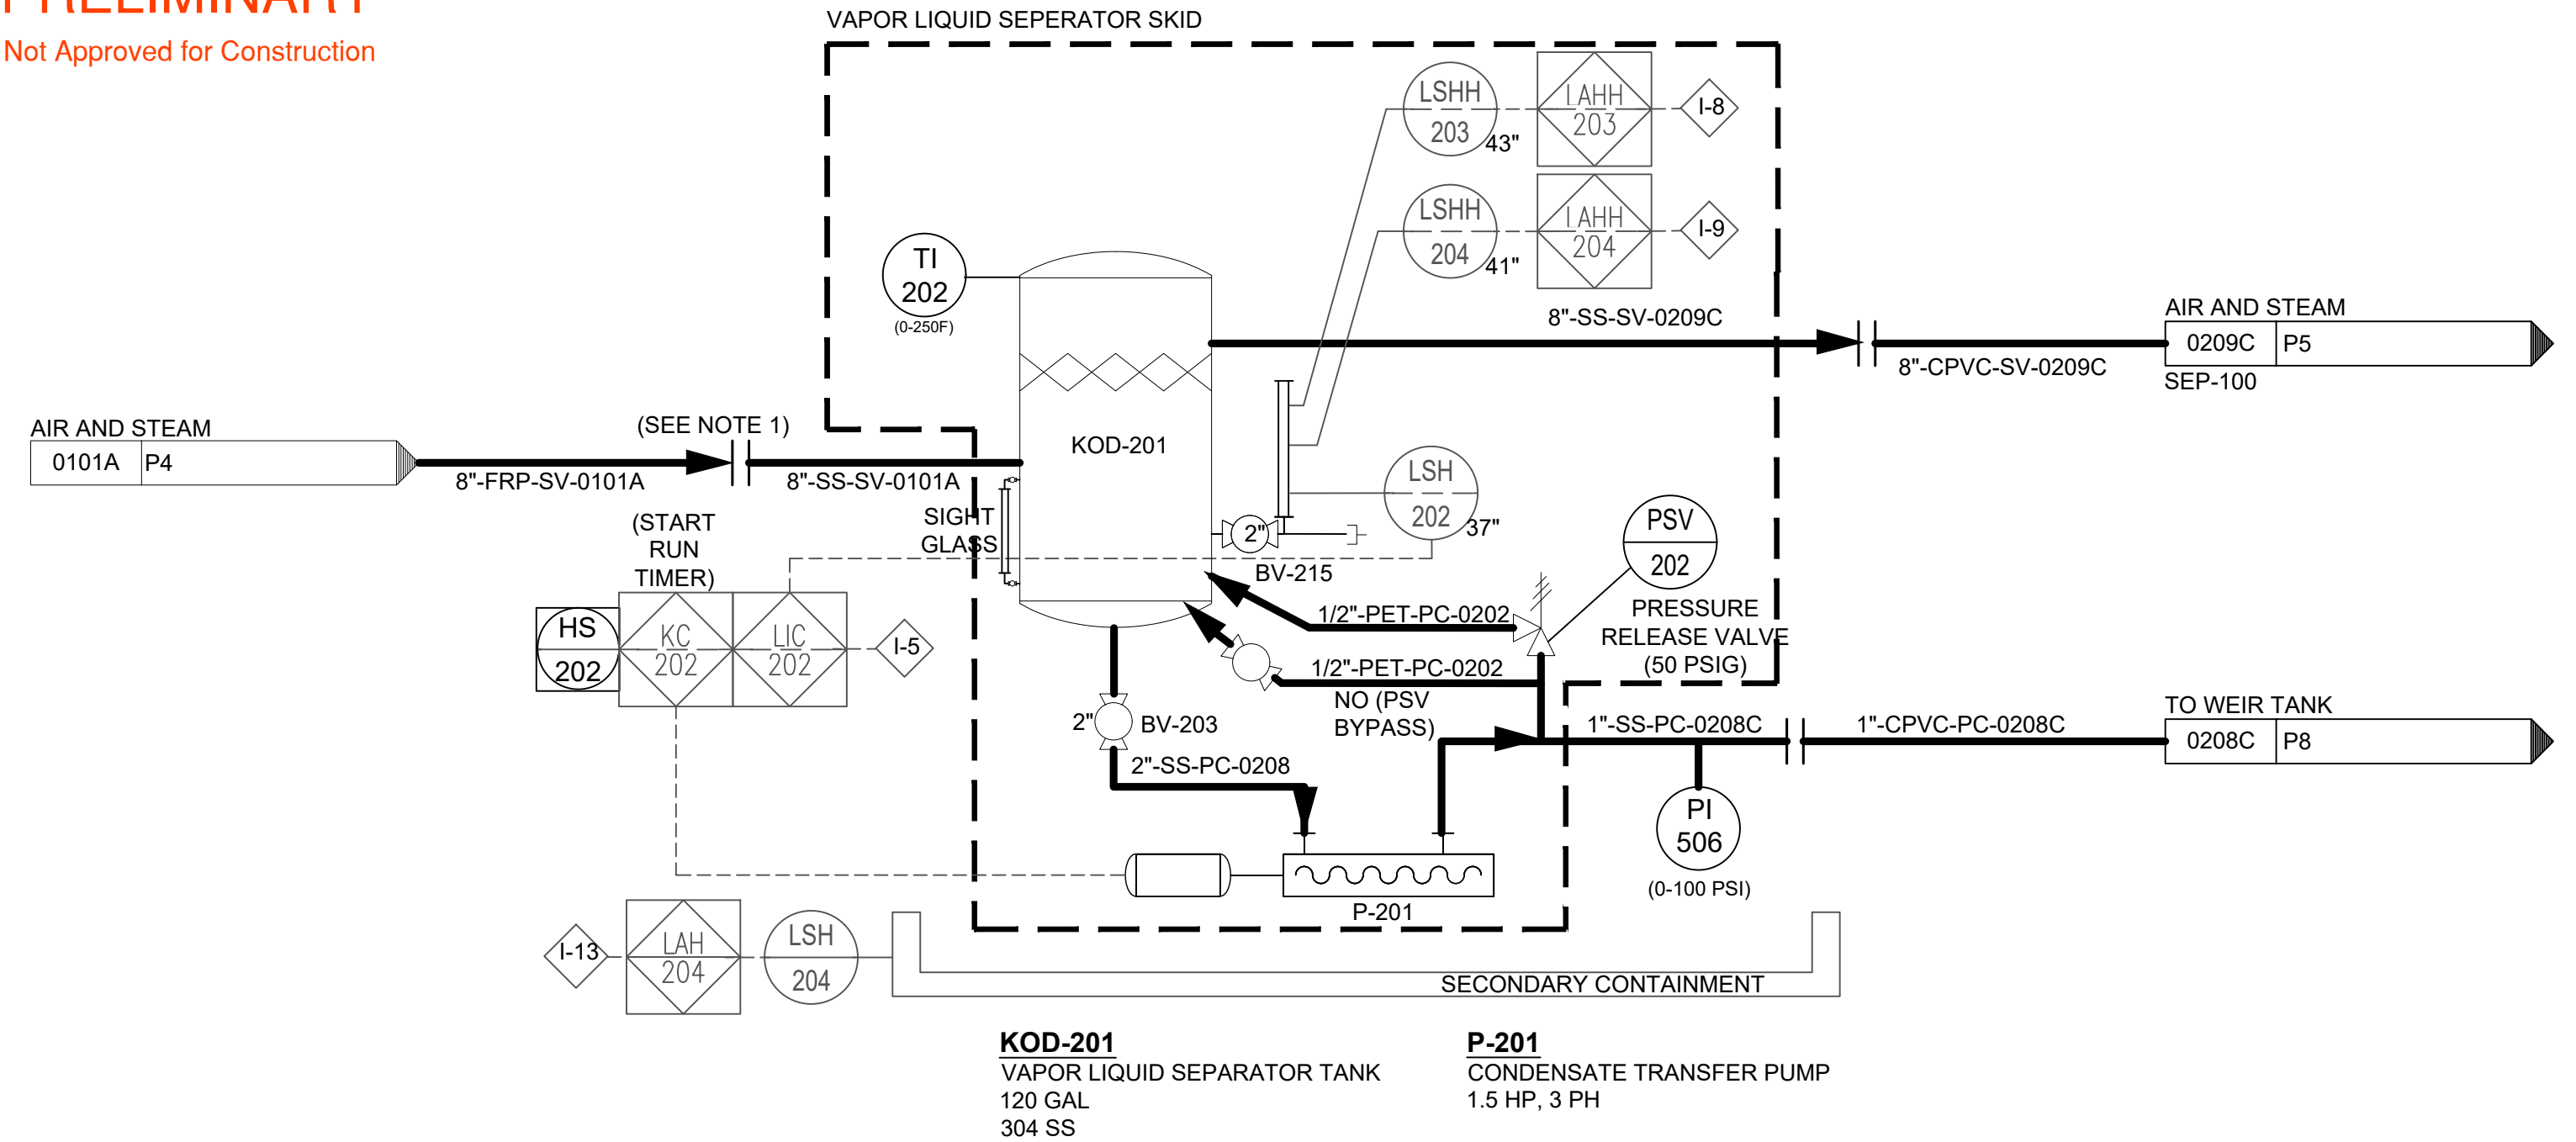 PRELIMINARY
Not Approved for Construction
VAPOR LIQUID SEPERATOR SKID
LSHH
203
43"
LAHH
203
I-8
LSHH
204
41"
LAHH
204
I-9
TI
202
(0-250F)
8"-SS-SV-0209C
AIR AND STEAM
0209C P5
SEP-100
8"-CPVC-SV-0209C
AIR AND STEAM
0101A P4
(SEE NOTE 1)
8"-FRP-SV-0101A
8"-SS-SV-0101A
KOD-201
SIGHT
GLASS
LSH
202
37"
2"
BV-215
(START
RUN
TIMER)
HS
202
KC
202
LIC
202
I-5
PSV
202
PRESSURE
RELEASE VALVE
(50 PSIG)
1/2"-PET-PC-0202
1/2"-PET-PC-0202
NO (PSV
BYPASS)
2"
BV-203
2"-SS-PC-0208
1"-SS-PC-0208C
1"-CPVC-PC-0208C
TO WEIR TANK
0208C P8
PI
506
(0-100 PSI)
P-201
I-13
LAH
204
LSH
204
SECONDARY CONTAINMENT
KOD-201
VAPOR LIQUID SEPARATOR TANK
120 GAL
304 SS
P-201
CONDENSATE TRANSFER PUMP
1.5 HP, 3 PH